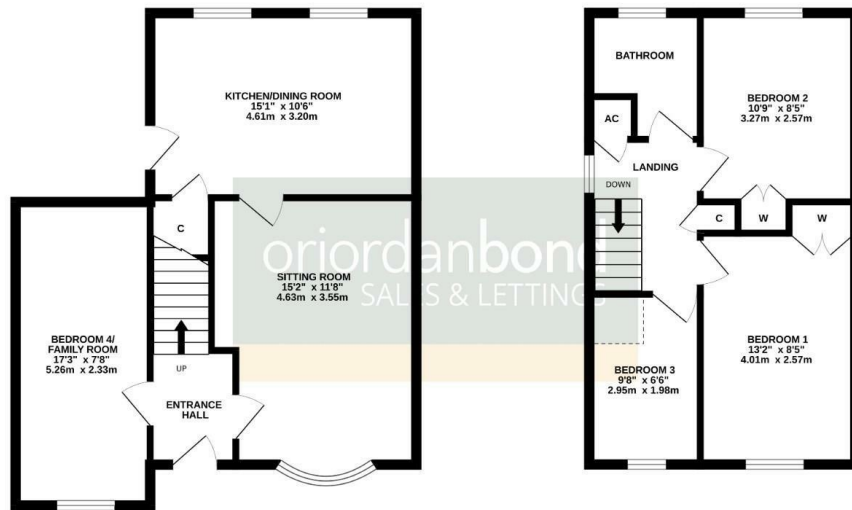 KITCHEN/DINING ROOM
15'1" x 10'6"
4.61m x 3.20m
C
SITTING ROOM
15'2" x 11'8"
4.63m x 3.55m
BEDROOM 4/
FAMILY ROOM
17'3" x 7'8"
5.26m x 2.33m
UP
ENTRANCE
HALL
BATHROOM
BEDROOM 2
10'9" x 8'5"
3.27m x 2.57m
AC
LANDING
DOWN
C
W
W
BEDROOM 1
13'2" x 8'5"
4.01m x 2.57m
BEDROOM 3
9'8" x 6'6"
2.95m x 1.98m
oriordanbond
SALES & LETTINGS